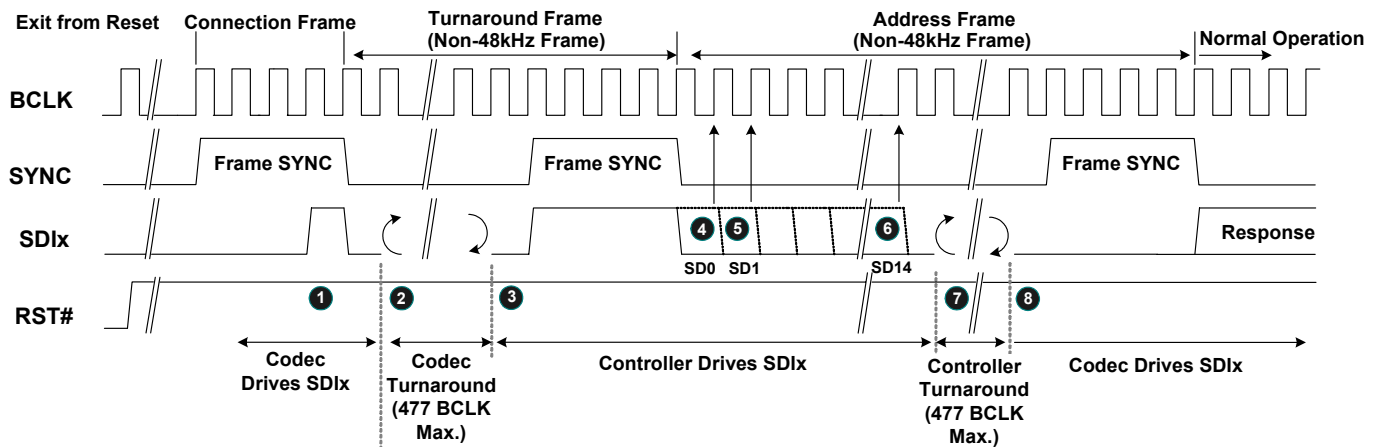 Exit from Reset
Connection Frame
Turnaround Frame
(Non-48kHz Frame)
Address Frame
(Non-48kHz Frame)
Normal Operation
BCLK
SYNC
Frame SYNC
Frame SYNC
Frame SYNC
SDIx
4
5
6
Response
SD0
SD1
SD14
RST#
1
2
3
7
8
Codec
Drives SDIx
Codec
Turnaround
(477 BCLK
Max.)
Controller Drives SDIx
Controller
Turnaround
(477 BCLK
Max.)
Codec Drives SDIx